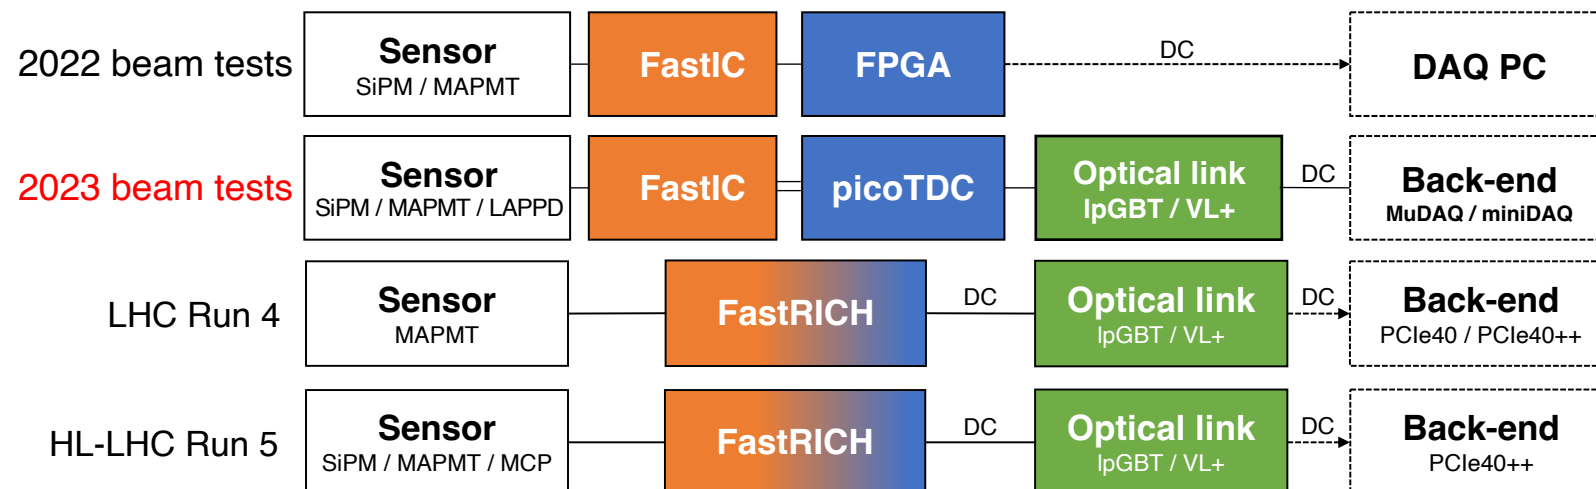 2022 beam tests
Sensor
SiPM / MAPMT
FastIC
FPGA
DC
DAQ PC
2023 beam tests
Sensor
SiPM / MAPMT / LAPPD
FastIC
picoTDC
Optical link
lpGBT / VL+
DC
Back-end
MuDAQ / miniDAQ
LHC Run 4
Sensor
MAPMT
FastRICH
DC
Optical link
lpGBT / VL+
DC
Back-end
PCIe40 / PCIe40++
HL-LHC Run 5
Sensor
SiPM / MAPMT / MCP
FastRICH
DC
Optical link
lpGBT / VL+
DC
Back-end
PCIe40++